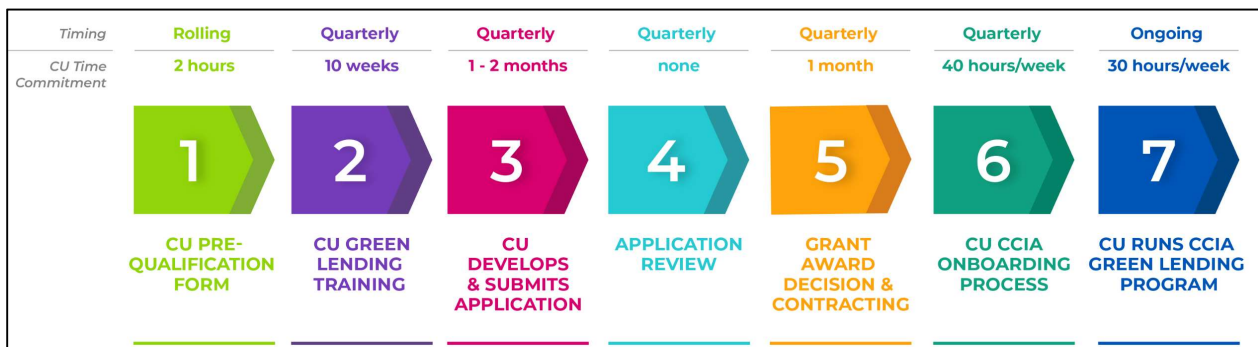 Timing Rolling Quarterly Quarterly Quarterly Quarterly Quarterly Ongoing
CU Time Commitment 2 hours 10 weeks 1 - 2 months none 1 month 40 hours/week 30 hours/week
1 2 3 4 5 6 7
CU PRE-
QUALIFICATION
FORM
CU GREEN
LENDING
TRAINING
CU
DEVELOPS
& SUBMITS
APPLICATION
APPLICATION
REVIEW
GRANT
AWARD
DECISION &
CONTRACTING
CU CCIA
ONBOARDING
PROCESS
CU RUNS CCIA
GREEN LENDING
PROGRAM